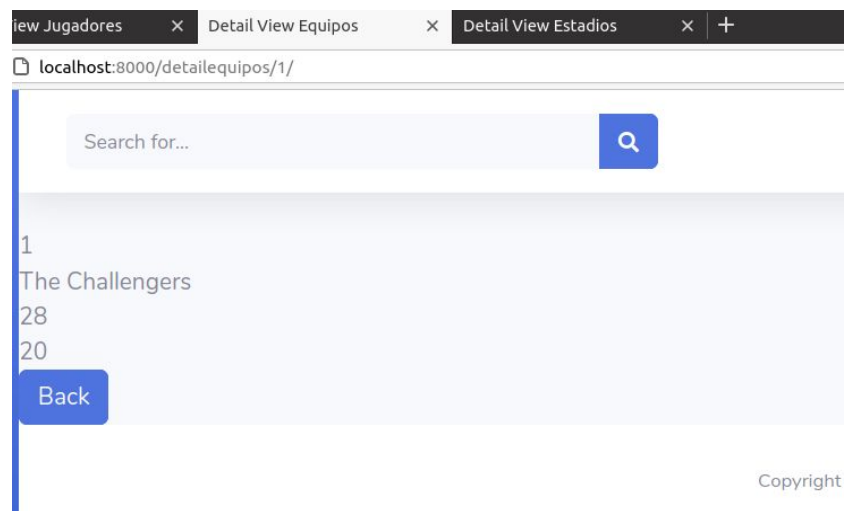 iew Jugadores × Detail View Equipos × Detail View Estadios × +
localhost:8000/detailequipos/1/
Search for...
1
The Challengers
28
20
Back
Copyright